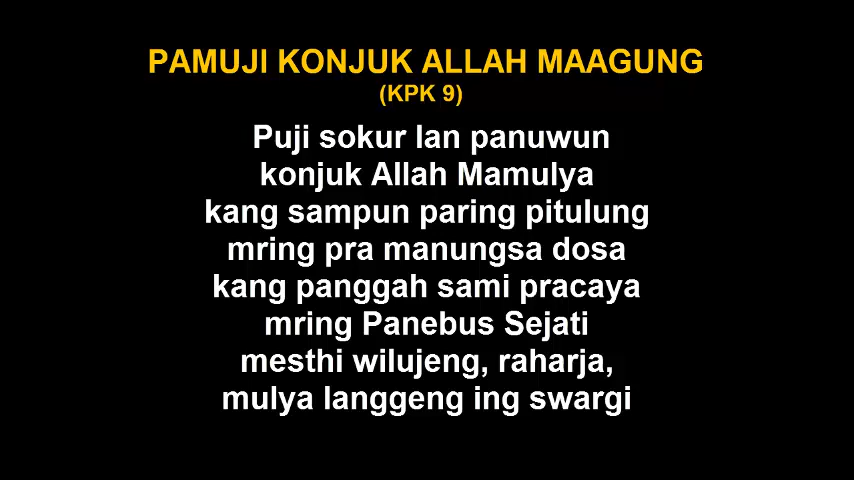 PAMUJI KONJUK ALLAH MAAGUNG
(KPK 9)
Puji sokur lan panuwun
konjuk Allah Mamulya
kang sampun paring pitulung
mring pra manungsa dosa
kang panggah sami pracaya
mring Panebus Sejati
mesthi wilujeng, raharja,
mulya langgeng ing swargi